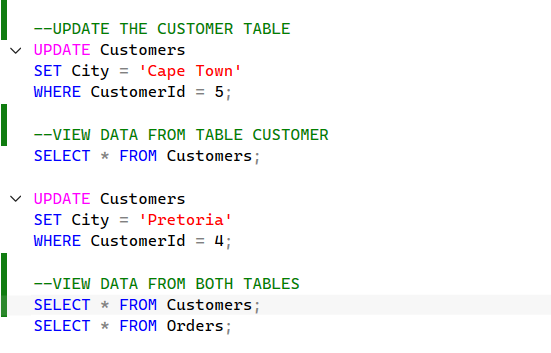 --UPDATE THE CUSTOMER TABLE
UPDATE Customers
SET City = 'Cape Town'
WHERE CustomerId = 5;
--VIEW DATA FROM TABLE CUSTOMER
SELECT * FROM Customers;
UPDATE Customers
SET City = 'Pretoria'
WHERE CustomerId = 4;
--VIEW DATA FROM BOTH TABLES
SELECT * FROM Customers;
SELECT * FROM Orders;